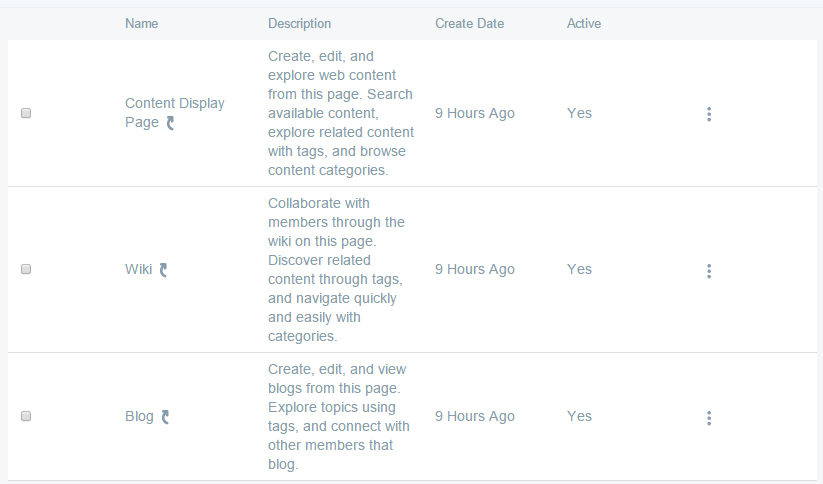 Name Description Create Date Active
Create, edit, and
explore web content
from this page. Search
Content Display
Page
available content,
9 Hours Ago
Yes
explore related content
with tags, and browse
content categories.
Collaborate with
members through the
wiki on this page.
Wiki
Discover related
9 Hours Ago
Yes
content through tags,
and navigate quickly
and easily with
categories.
Create, edit, and view
blogs from this page.
Blog
Explore topics using
9 Hours Ago
Yes
tags, and connect with
other members that
blog.